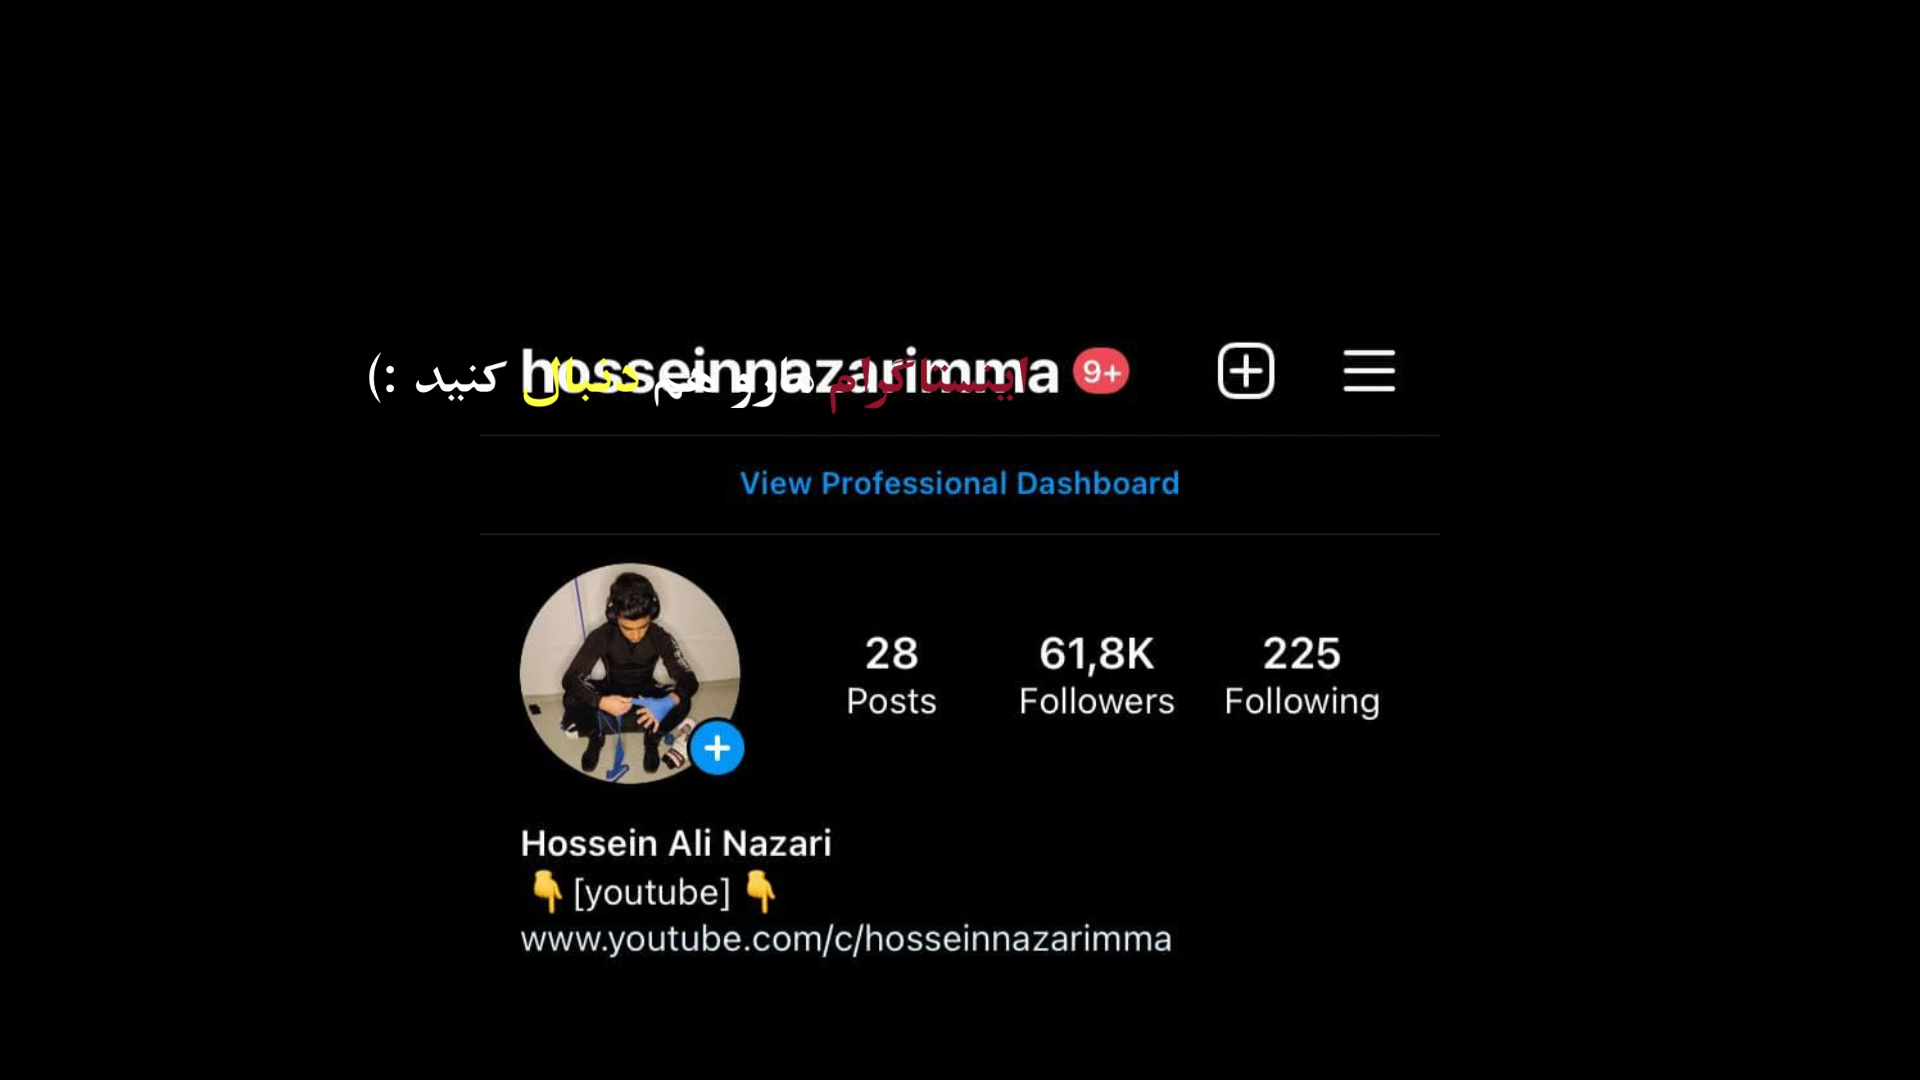 hosseinnazarimma 9+
اینستاگرام مارو هم دنبال کنید :)
View Professional Dashboard
28 61,8K 225
Posts Followers Following
Hossein Ali Nazari
👇[youtube]👇
www.youtube.com/c/hosseinnazarimma